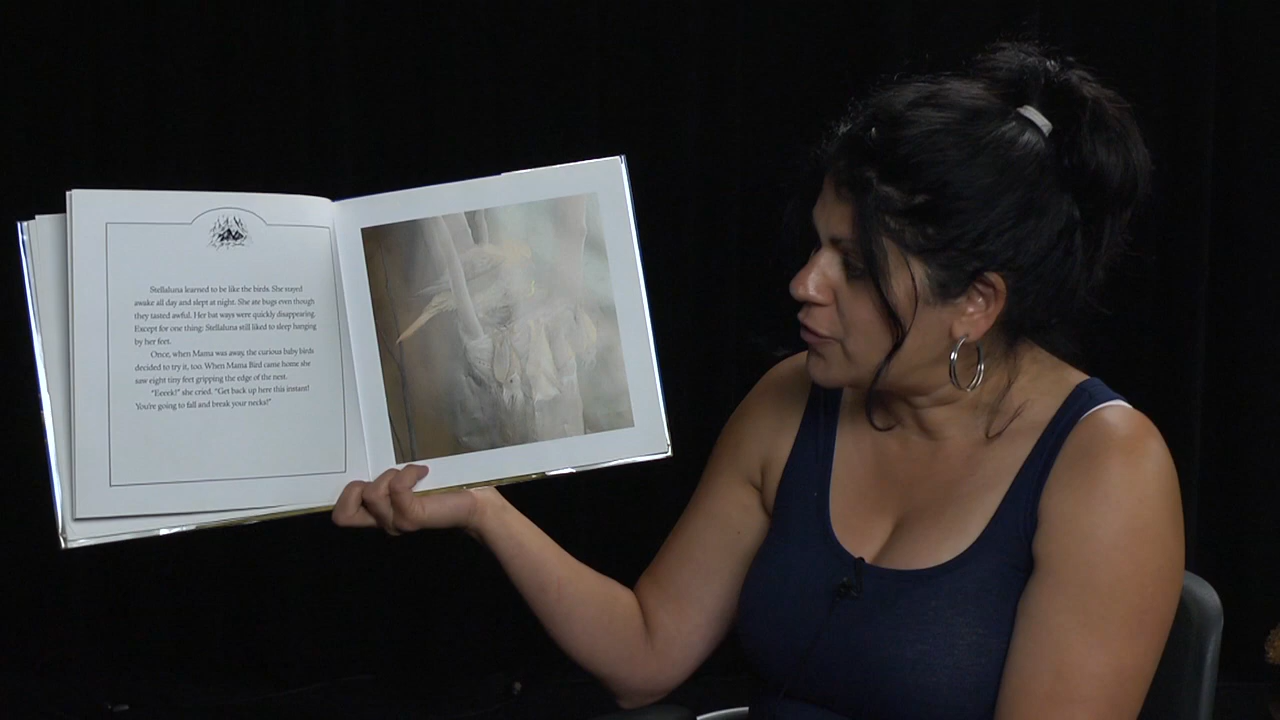 Stellaluna learned to be like the birds. She stayed
awake all day and slept at night. She ate bugs even though
they tasted awful. Her bat ways were quickly disappearing.
Except for one thing: Stellaluna still liked to sleep hanging
by her feet.
Once, when Mama was away, the curious baby birds
decided to try it, too. When Mama Bird came home she
saw eight tiny feet gripping the edge of the nest.
"Eeeek!" she cried. "Get back up here this instant!
You're going to fall and break your necks!"